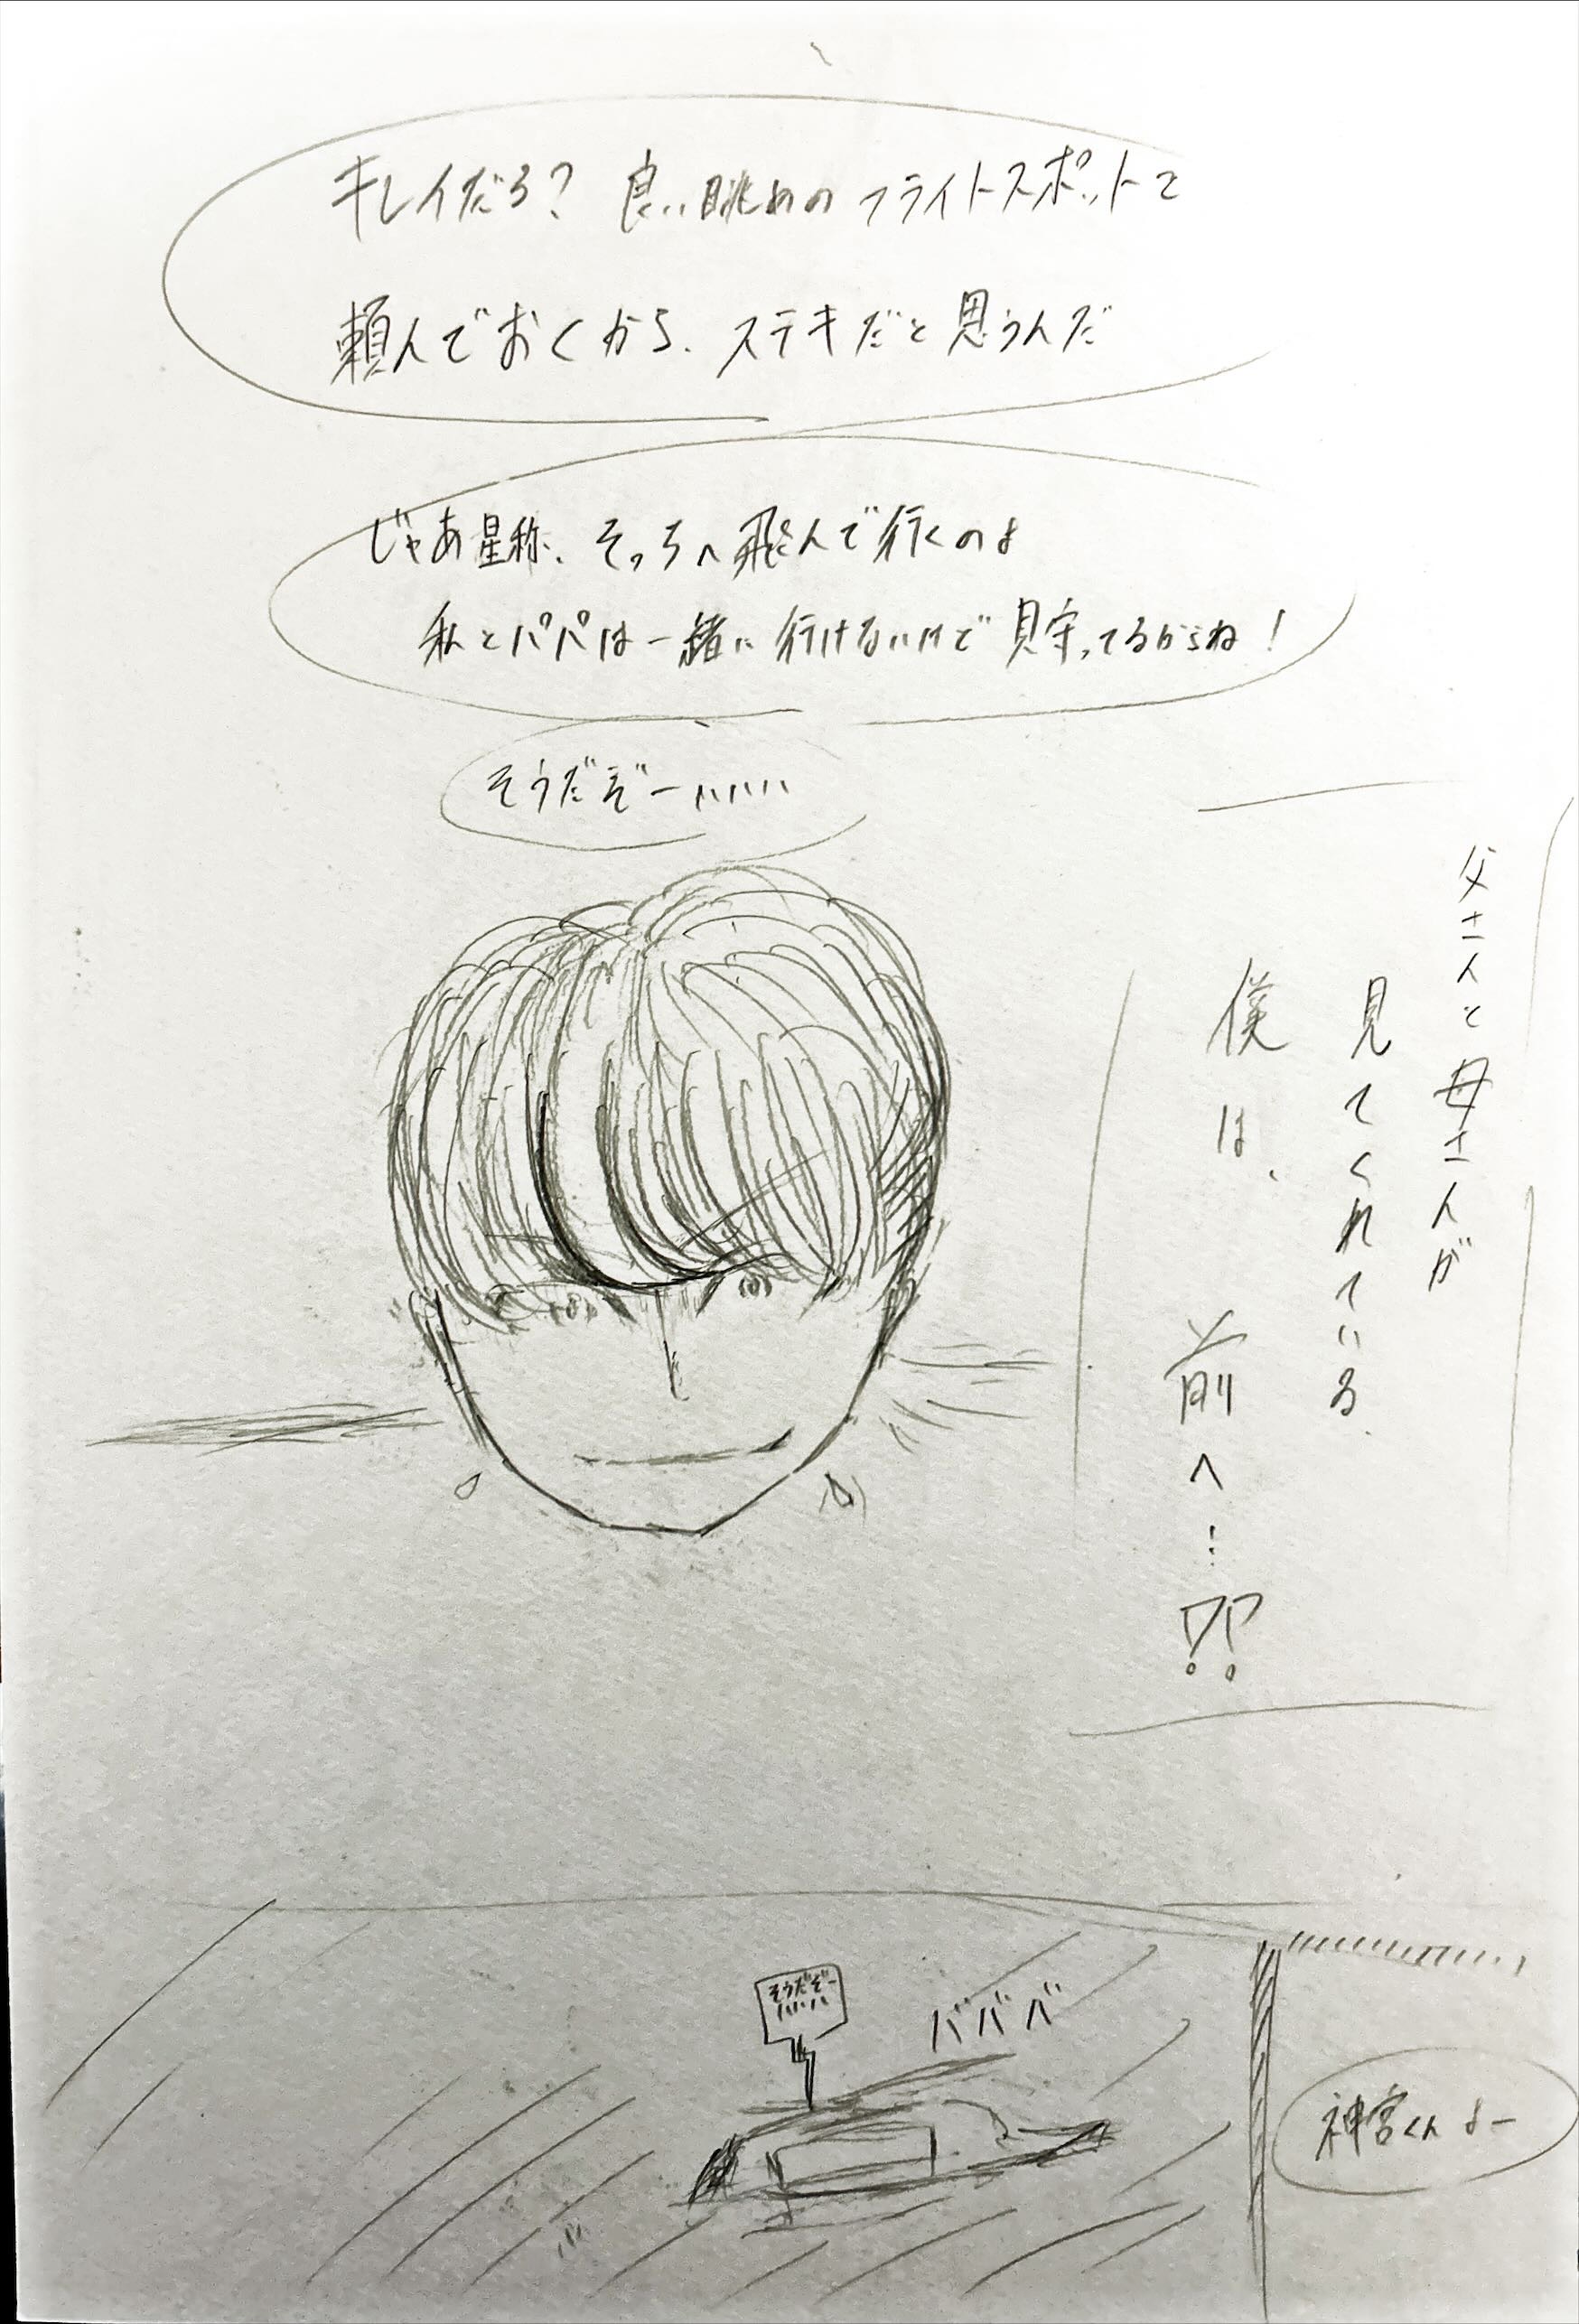 キレイだろ? 良い眺めのフライトスポットで
頼んでおくから、ステキだと思うんだ
じゃあ星称、そっちへ飛んで行くのよ
私とパパは一緒に行けないけど見守ってるからね!
そうだぞーハハハハ
父さんと母さんが
見てくれている。
僕は、前へ…!?
そうだぞー
ハハハ
バババ
神宮くんよー